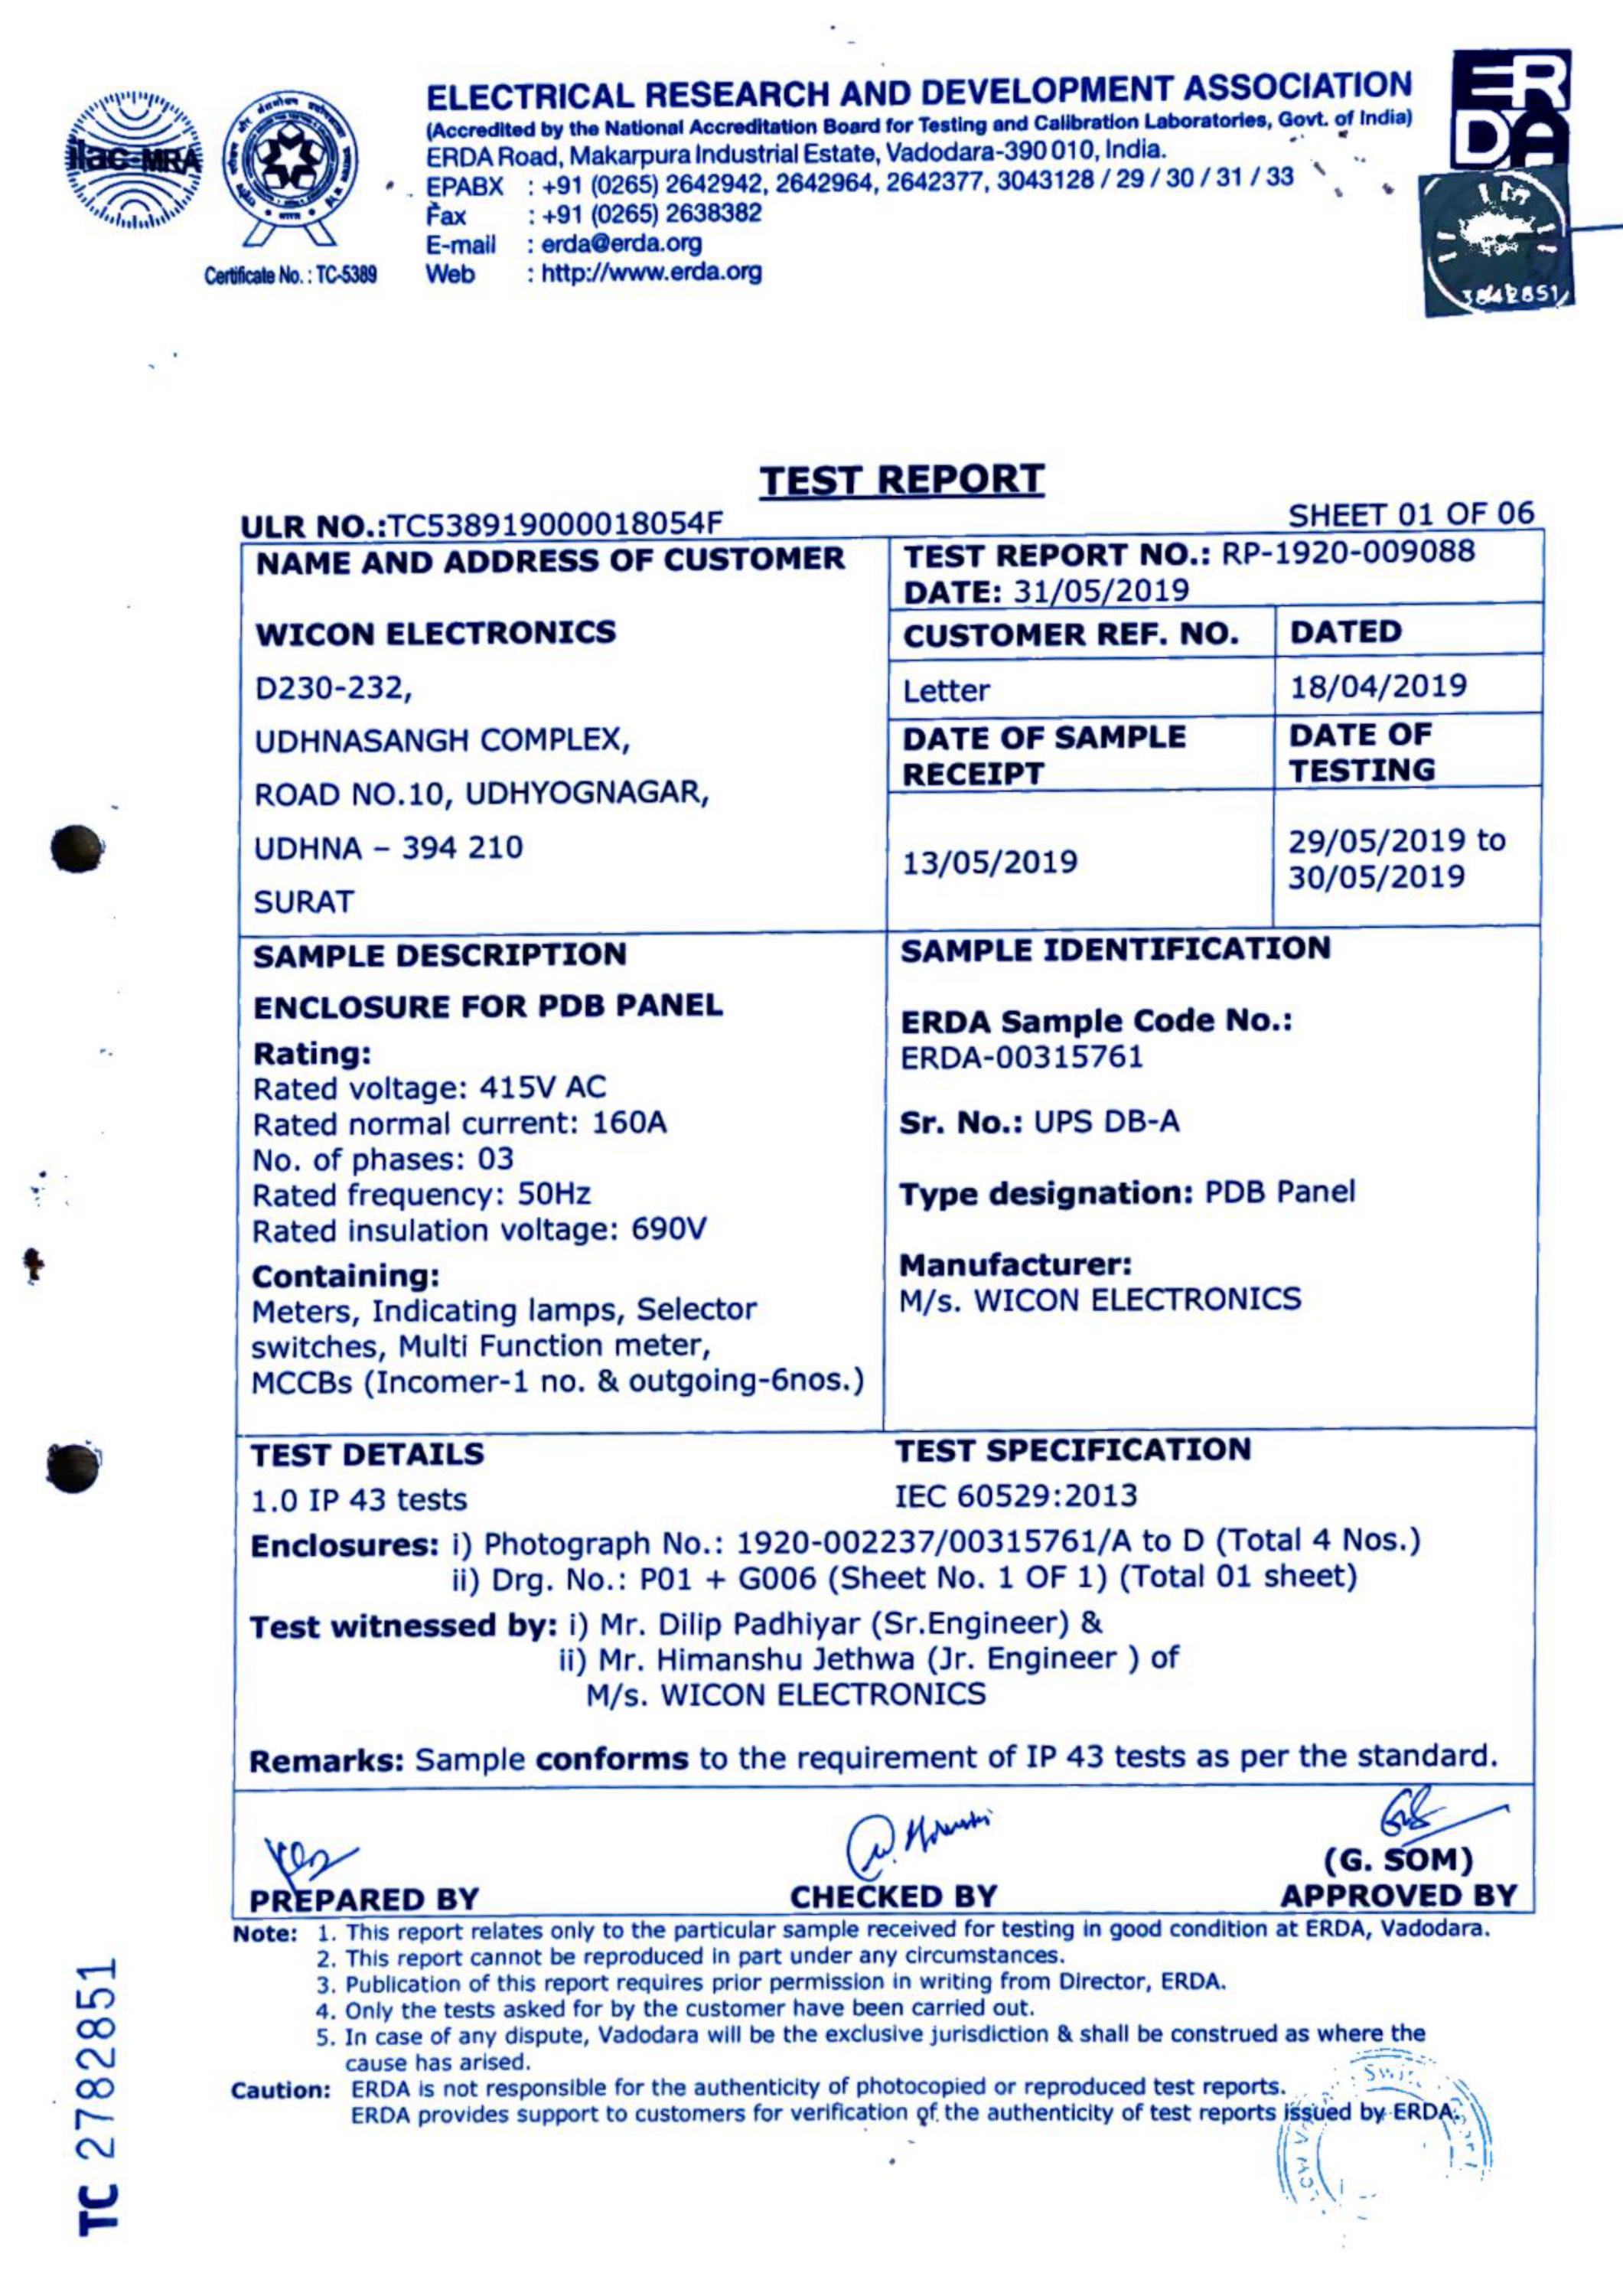 ilac-MRA
Certificate No. : TC-5389
ELECTRICAL RESEARCH AND DEVELOPMENT ASSOCIATION
(Accredited by the National Accreditation Board for Testing and Calibration Laboratories, Govt. of India)
ERDA Road, Makarpura Industrial Estate, Vadodara-390 010, India.
EPABX : +91 (0265) 2642942, 2642964, 2642377, 3043128 / 29 / 30 / 31 / 33
Fax : +91 (0265) 2638382
E-mail : erda@erda.org
Web : http://www.erda.org
ERDA
TEST REPORT
ULR NO.:TC538919000018054F
SHEET 01 OF 06
NAME AND ADDRESS OF CUSTOMER
WICON ELECTRONICS
D230-232,
UDHNASANGH COMPLEX,
ROAD NO.10, UDHYOGNAGAR,
UDHNA – 394 210
SURAT
TEST REPORT NO.: RP-1920-009088
DATE: 31/05/2019
CUSTOMER REF. NO. DATED
Letter 18/04/2019
DATE OF SAMPLE RECEIPT
DATE OF TESTING
13/05/2019
29/05/2019 to
30/05/2019
SAMPLE DESCRIPTION
ENCLOSURE FOR PDB PANEL
Rating:
Rated voltage: 415V AC
Rated normal current: 160A
No. of phases: 03
Rated frequency: 50Hz
Rated insulation voltage: 690V
Containing:
Meters, Indicating lamps, Selector
switches, Multi Function meter,
MCCBs (Incomer-1 no. & outgoing-6nos.)
SAMPLE IDENTIFICATION
ERDA Sample Code No.:
ERDA-00315761
Sr. No.: UPS DB-A
Type designation: PDB Panel
Manufacturer:
M/s. WICON ELECTRONICS
TEST DETAILS TEST SPECIFICATION
1.0 IP 43 tests IEC 60529:2013
Enclosures: i) Photograph No.: 1920-002237/00315761/A to D (Total 4 Nos.)
ii) Drg. No.: P01 + G006 (Sheet No. 1 OF 1) (Total 01 sheet)
Test witnessed by: i) Mr. Dilip Padhiyar (Sr.Engineer) &
ii) Mr. Himanshu Jethwa (Jr. Engineer ) of
M/s. WICON ELECTRONICS
Remarks: Sample conforms to the requirement of IP 43 tests as per the standard.
(G. SOM)
PREPARED BY CHECKED BY APPROVED BY
Note: 1. This report relates only to the particular sample received for testing in good condition at ERDA, Vadodara.
2. This report cannot be reproduced in part under any circumstances.
3. Publication of this report requires prior permission in writing from Director, ERDA.
4. Only the tests asked for by the customer have been carried out.
5. In case of any dispute, Vadodara will be the exclusive jurisdiction & shall be construed as where the
cause has arised.
Caution: ERDA is not responsible for the authenticity of photocopied or reproduced test reports.
ERDA provides support to customers for verification of the authenticity of test reports issued by ERDA.
TC 2782851